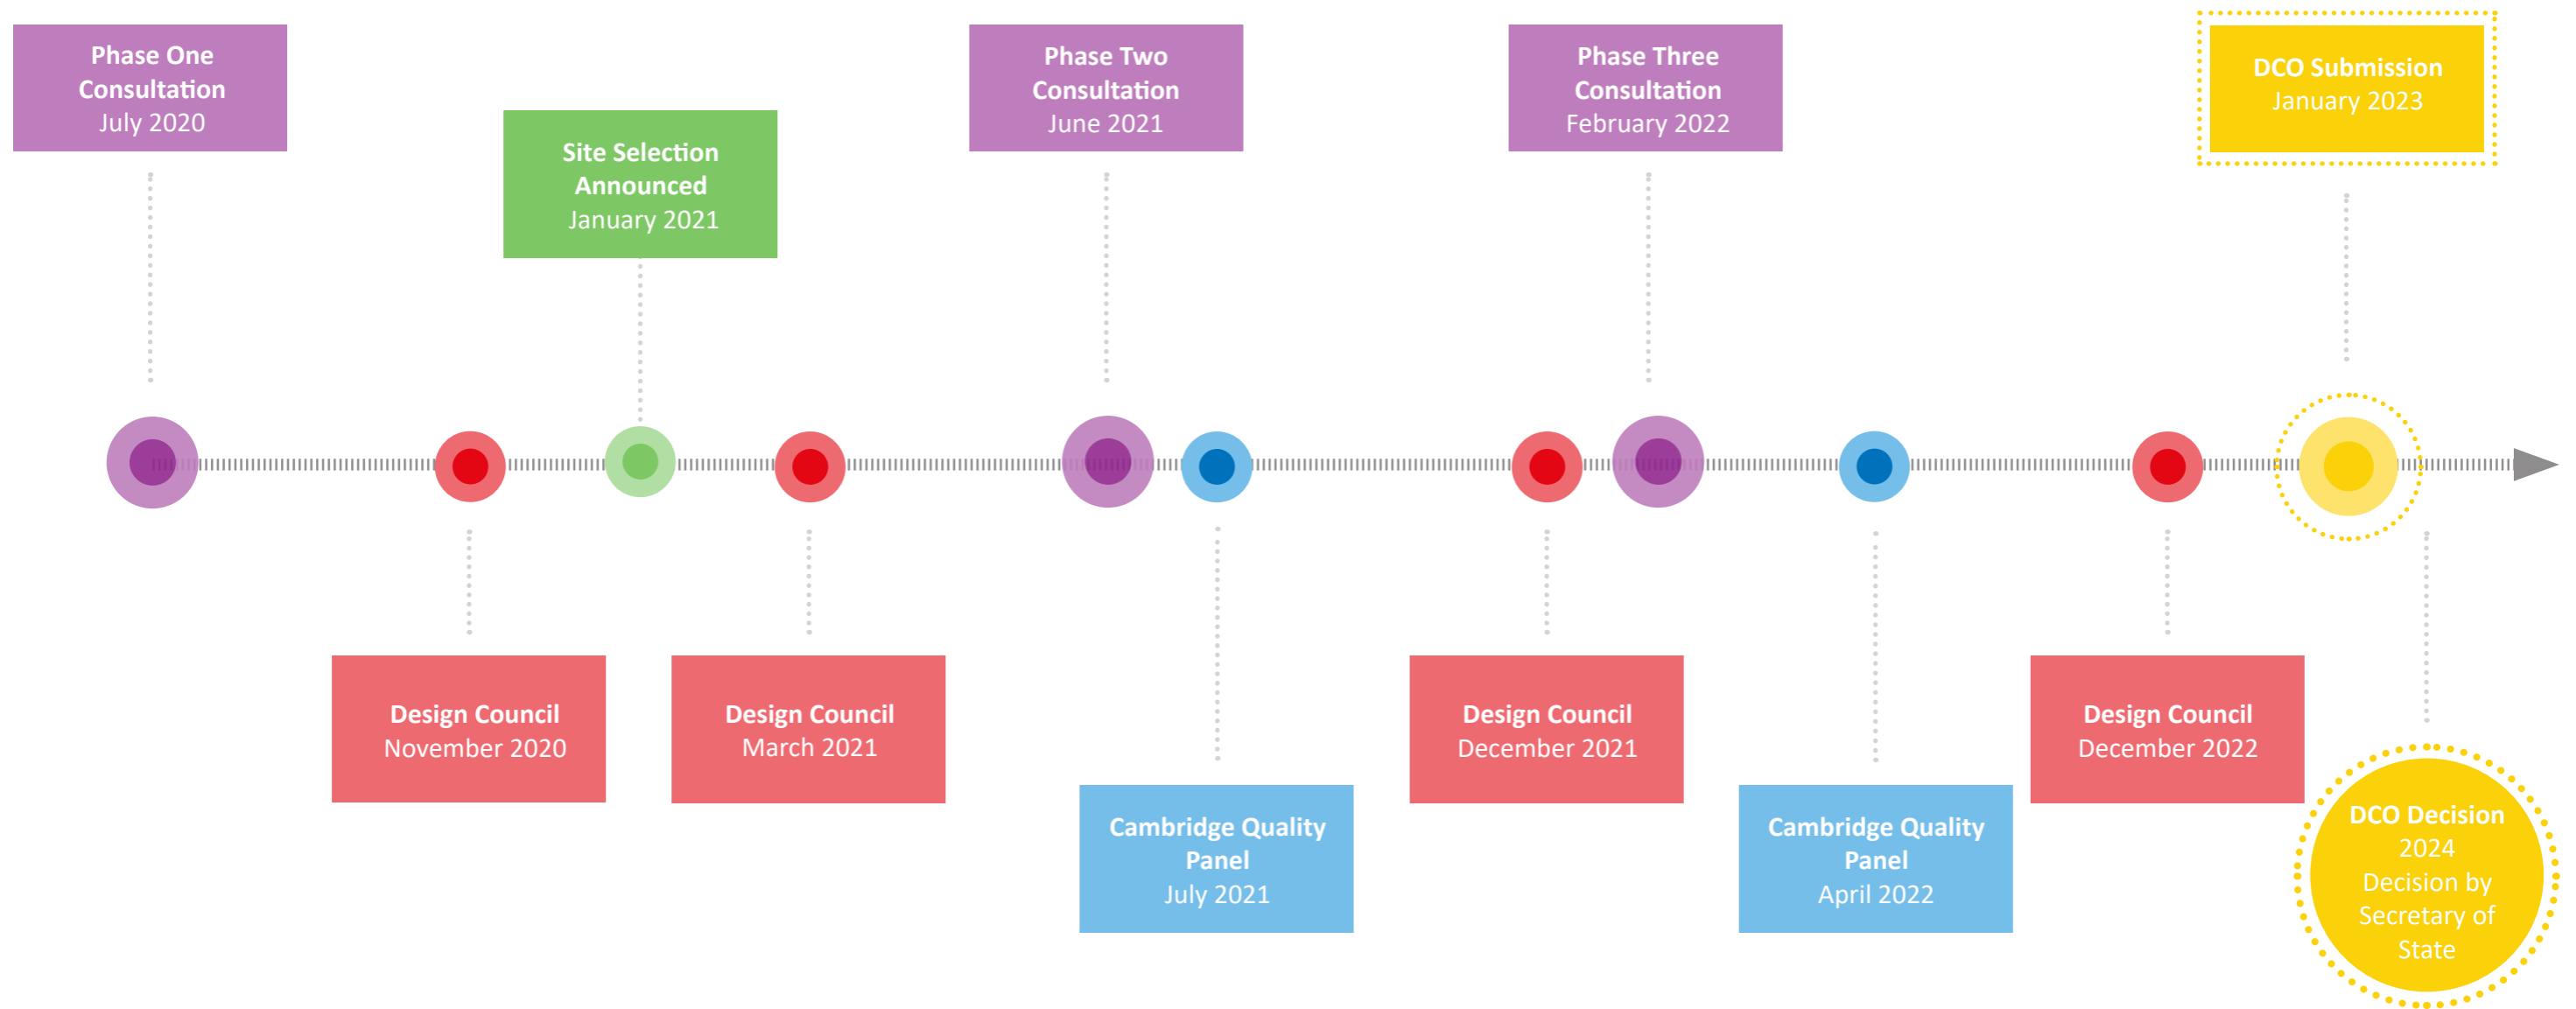 Phase One
Consultation
July 2020
Site Selection
Announced
January 2021
Phase Two
Consultation
June 2021
Phase Three
Consultation
February 2022
DCO Submission
January 2023
Design Council
November 2020
Design Council
March 2021
Cambridge Quality
Panel
July 2021
Design Council
December 2021
Cambridge Quality
Panel
April 2022
Design Council
December 2022
DCO Decision
2024
Decision by
Secretary of
State